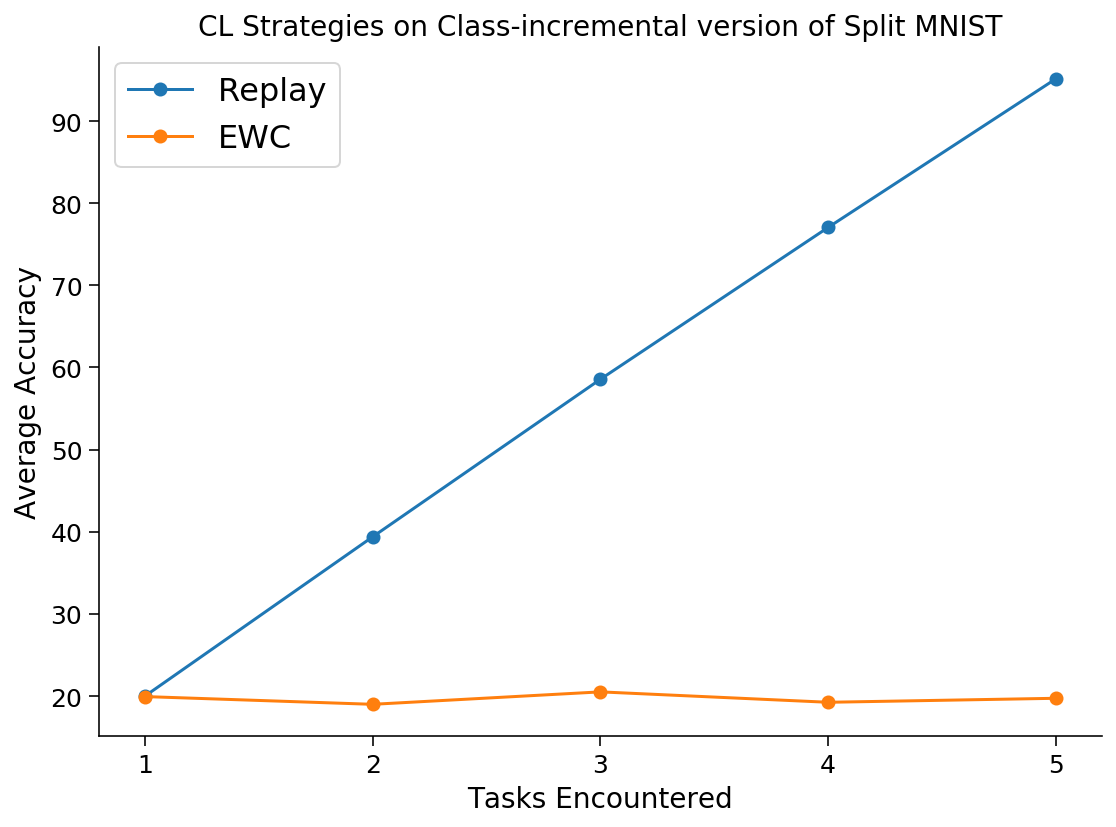 CL Strategies on Class-incremental version of Split MNIST
Replay
EWC
Average Accuracy
90
80
70
60
50
40
30
20
1 2 3 4 5
Tasks Encountered